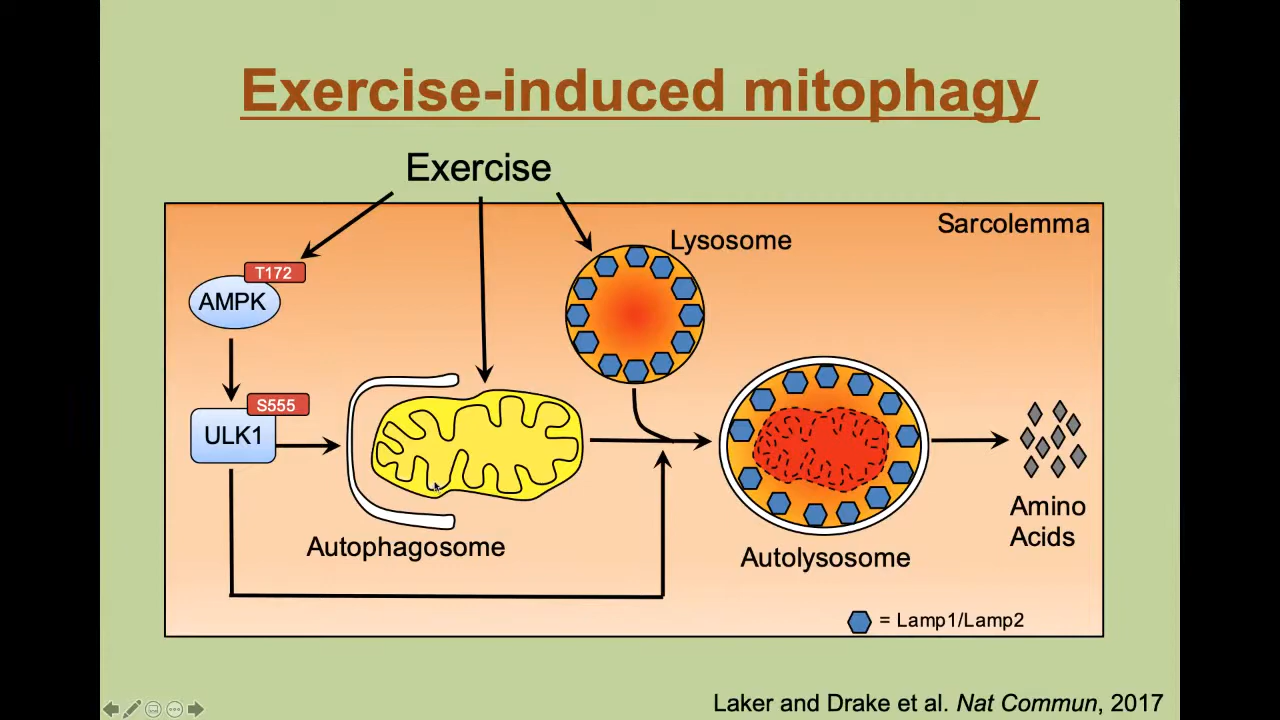 Exercise-induced mitophagy
Exercise
Sarcolemma
Lysosome
T172
AMPK
S555
ULK1
Autophagosome
Autolysosome
Amino
Acids
= Lamp1/Lamp2
Laker and Drake et al. Nat Commun, 2017